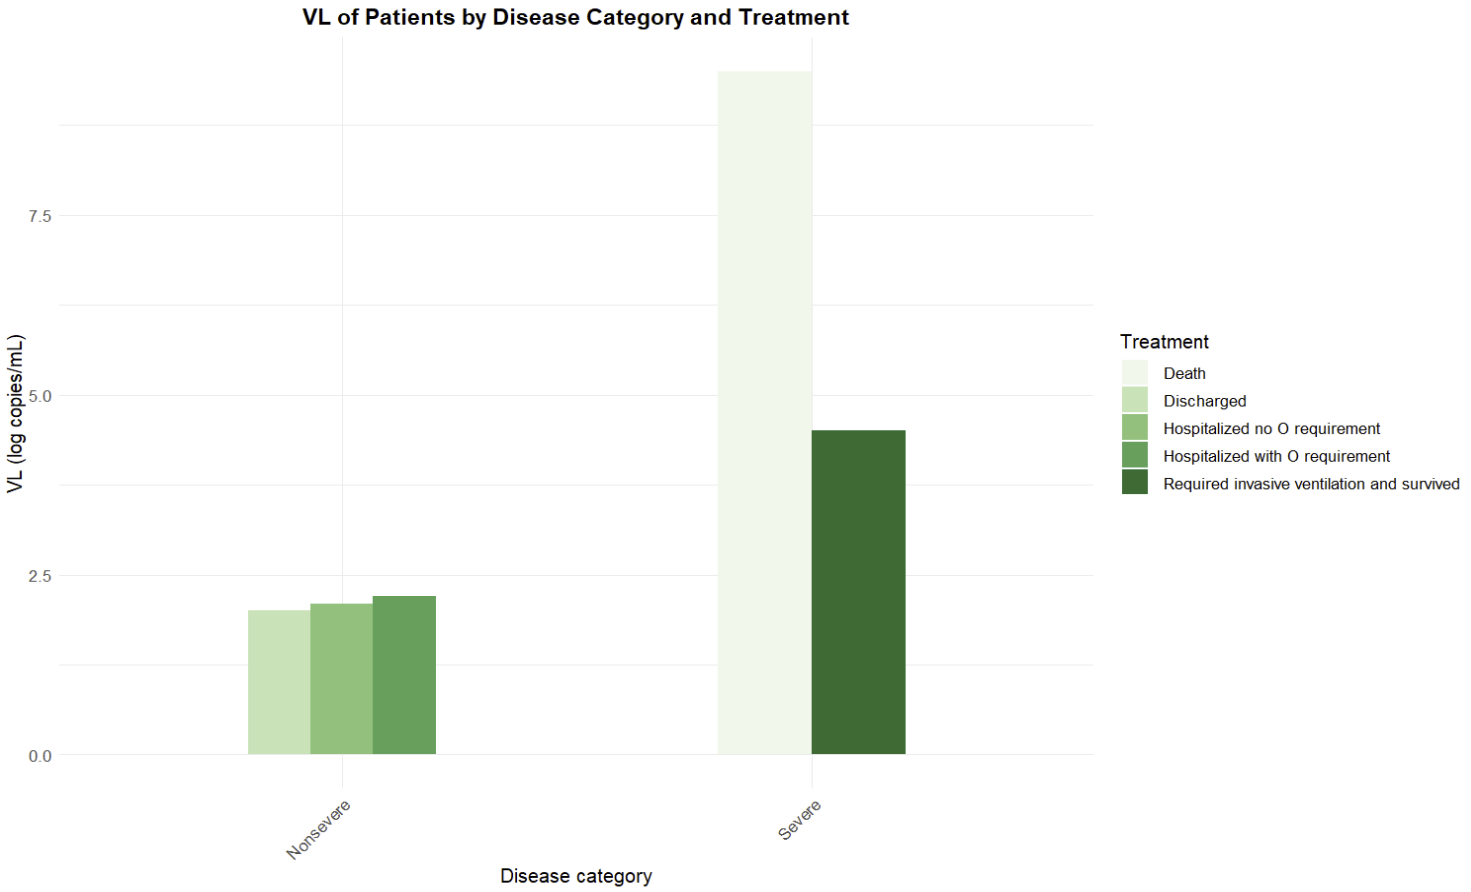 VL of Patients by Disease Category and Treatment
VL (log copies/mL)
7.5
5.0
2.5
0.0
Nonsevere
Severe
Disease category
Treatment
Death
Discharged
Hospitalized no O requirement
Hospitalized with O requirement
Required invasive ventilation and survived